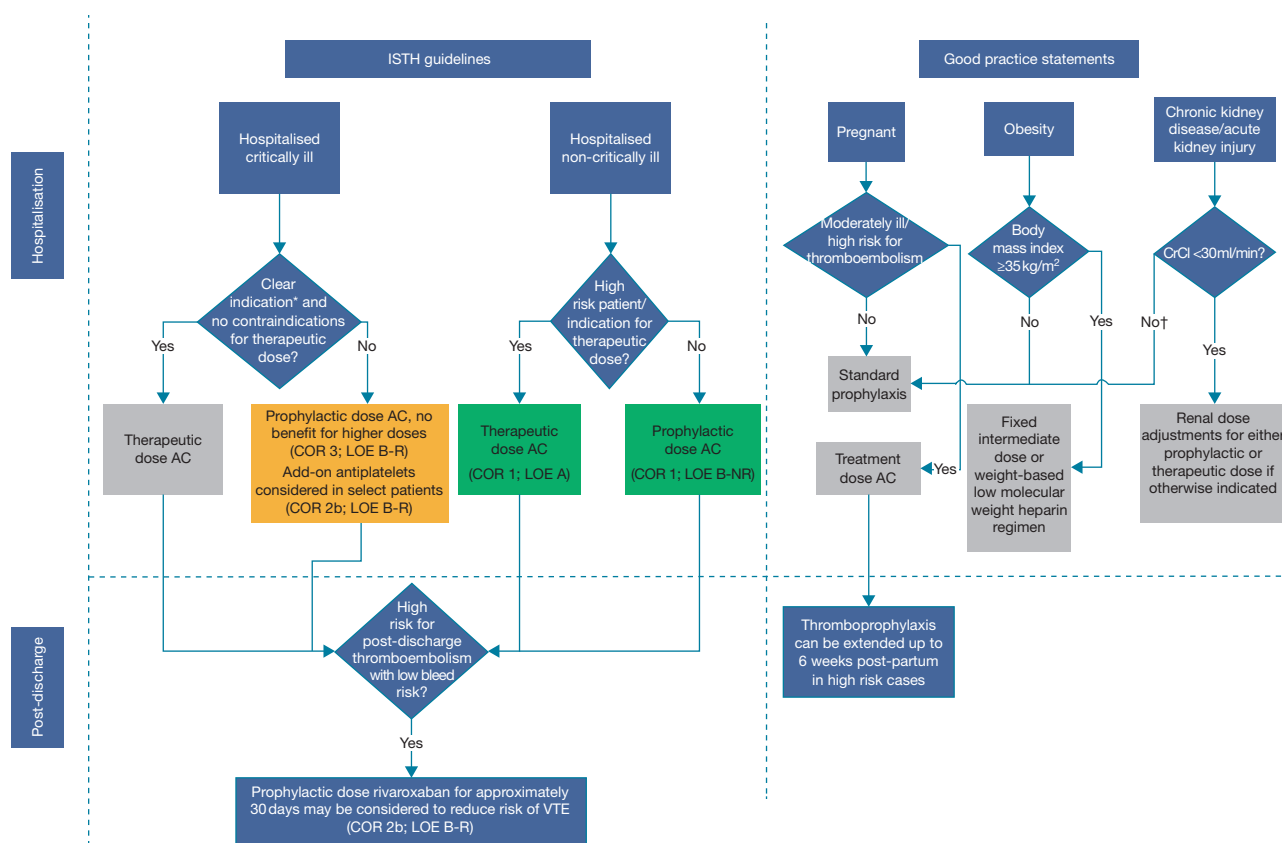 ISTH guidelines
Good practice statements
Hospitalisation
Hospitalised
critically ill
Hospitalised
non-critically ill
Clear
indication* and
no contraindications
for therapeutic
dose?
Yes
No
High
risk patient/
indication for
therapeutic
dose?
Yes
No
Therapeutic
dose AC
Prophylactic dose AC, no
benefit for higher doses
(COR 3; LOE B-R)
Add-on antiplatelets
considered in select patients
(COR 2b; LOE B-R)
Therapeutic
dose AC
(COR 1; LOE A)
Prophylactic
dose AC
(COR 1; LOE B-NR)
Pregnant
Obesity
Chronic kidney
disease/acute
kidney injury
Moderately ill/
high risk for
thromboembolism
Body
mass index
≥35 kg/m²
CrCl <30 ml/min?
No
No
Yes
No†
Yes
Standard
prophylaxis
Treatment
dose AC
Yes
Fixed
intermediate
dose or
weight-based
low molecular
weight heparin
regimen
Renal dose
adjustments for either
prophylactic or
therapeutic dose if
otherwise indicated
Post-discharge
High
risk for
post-discharge
thromboembolism
with low bleed
risk?
Yes
Prophylactic dose rivaroxaban for approximately
30 days may be considered to reduce risk of VTE
(COR 2b; LOE B-R)
Thromboprophylaxis
can be extended up to
6 weeks post-partum
in high risk cases